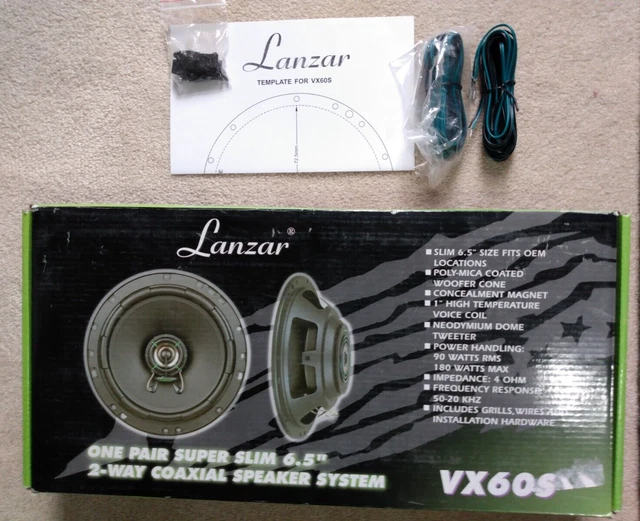 Lanzar
TEMPLATE FOR VX60S
Lanzar®
SLIM 6.5" SIZE FITS OEM
LOCATIONS
POLY-MICA COATED
WOOFER CONE
CONCEALMENT MAGNET
1" HIGH TEMPERATURE
VOICE COIL
NEODYMIUM DOME
TWEETER
POWER HANDLING:
90 WATTS RMS
180 WATTS MAX
IMPEDANCE: 4 OHM
FREQUENCY RESPONSE
50-20 KHZ
INCLUDES GRILLS,WIRES
INSTALLATION HARDWARE
ONE PAIR SUPER SLIM 6.5"
2-WAY COAXIAL SPEAKER SYSTEM
VX60S